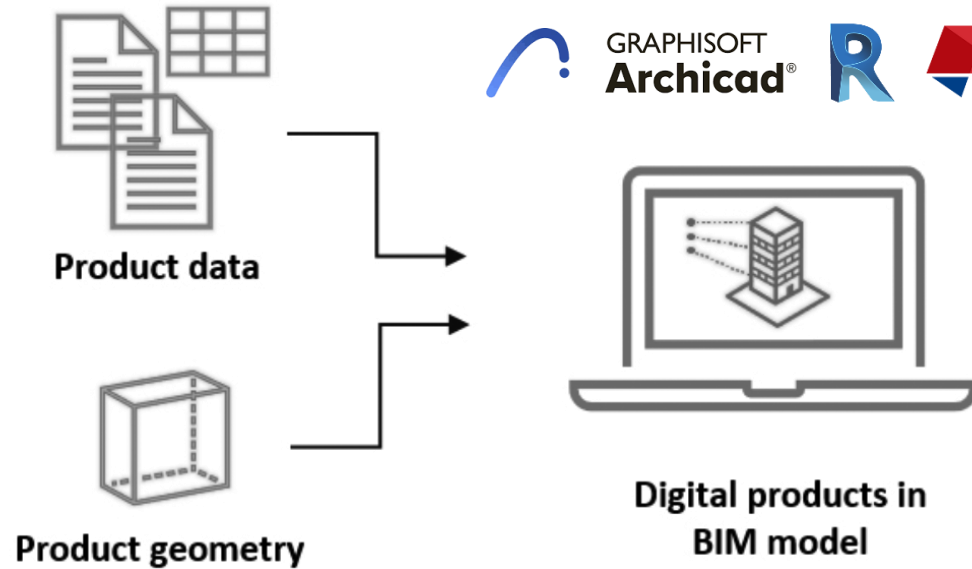 GRAPHISOFT
Archicad®
R
Product data
Product geometry
Digital products in
BIM model